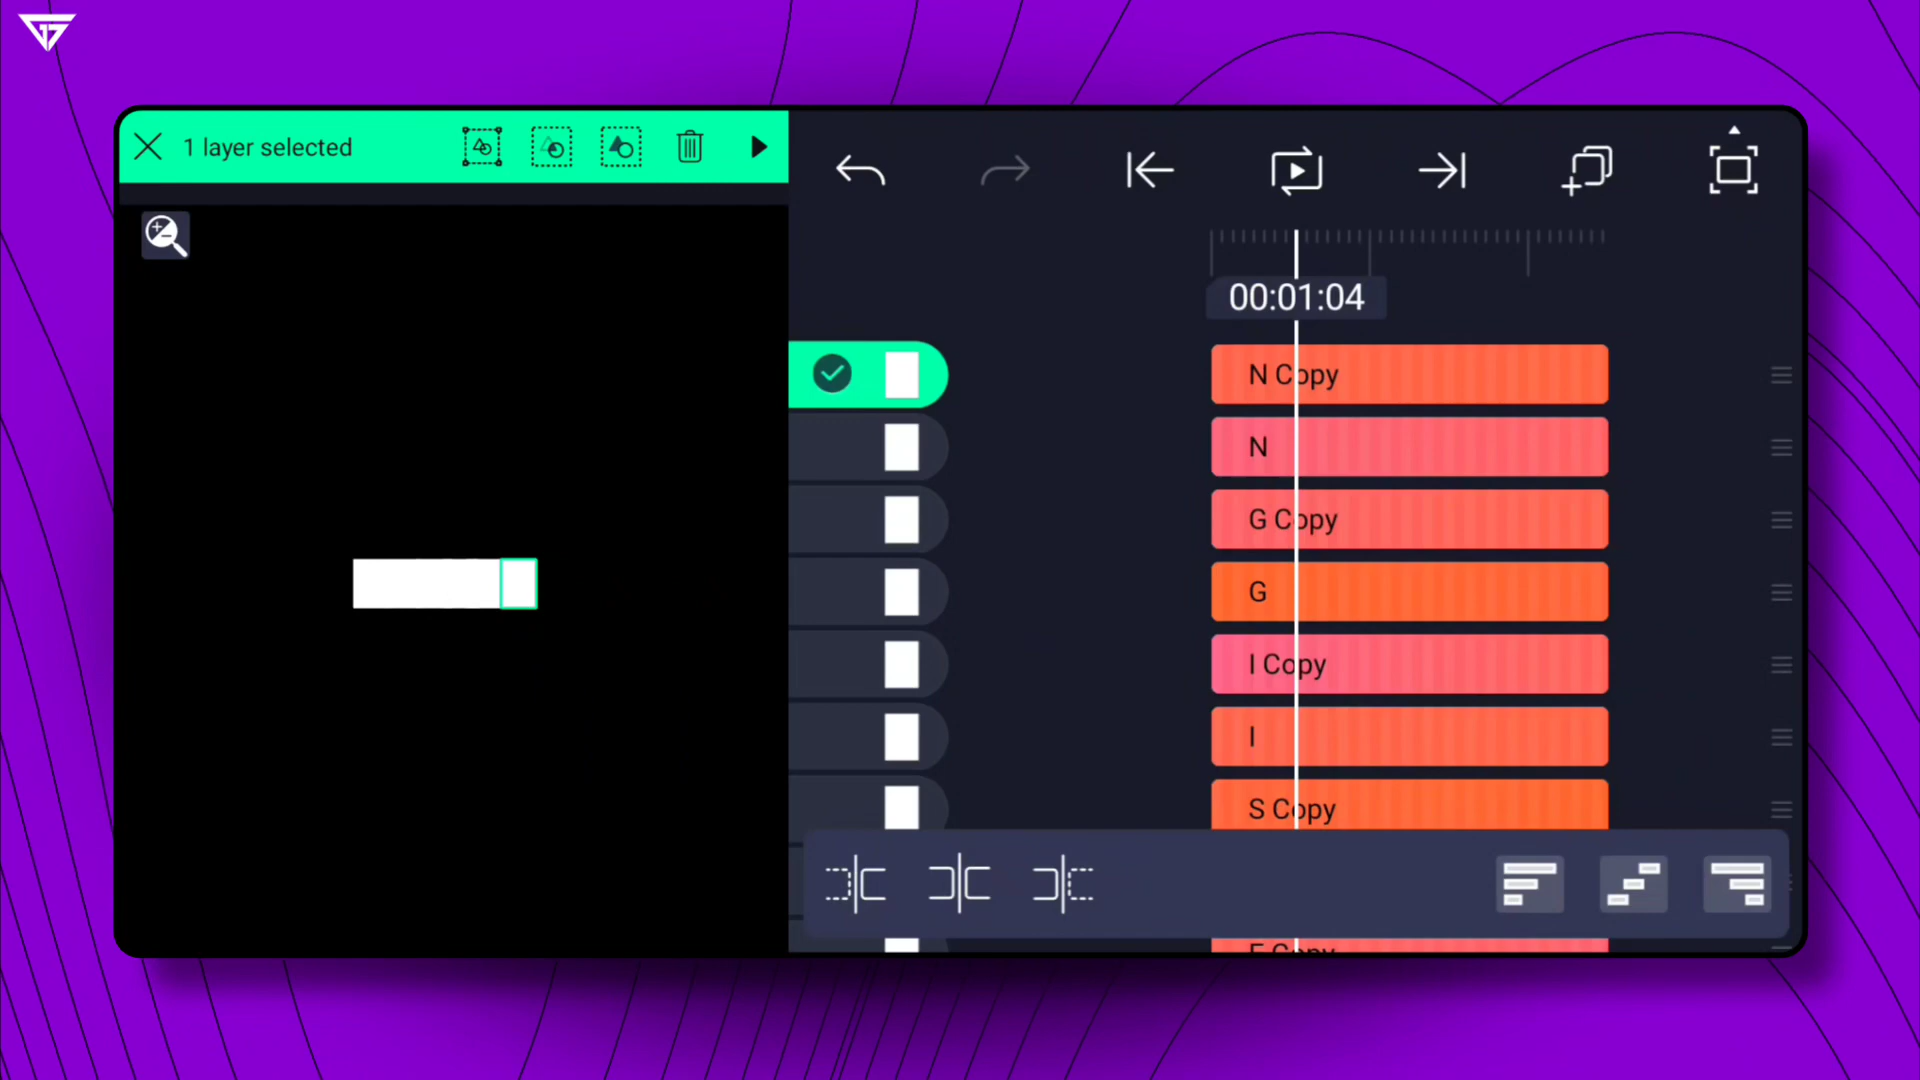 1 layer selected
00:01:04
N Copy
N
G Copy
G
I Copy
I
S Copy